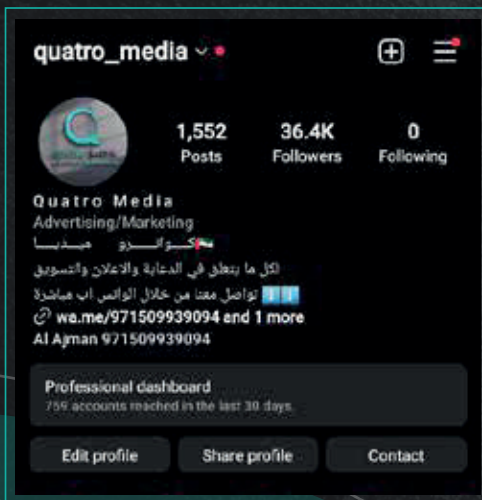 quatro_media
1,552 36.4K 0
Posts Followers Following
Quatro Media
Advertising/Marketing
كـــواتـــــرو ميـــديـــــا
لكل ما يتعلق في الدعاية والاعلان والتسويق
تواصل معنا من خلال الواتس اب مباشرة
wa.me/971509939094 and 1 more
Al Ajman 971509939094
Professional dashboard
759 accounts reached in the last 30 days.
Edit profile Share profile Contact